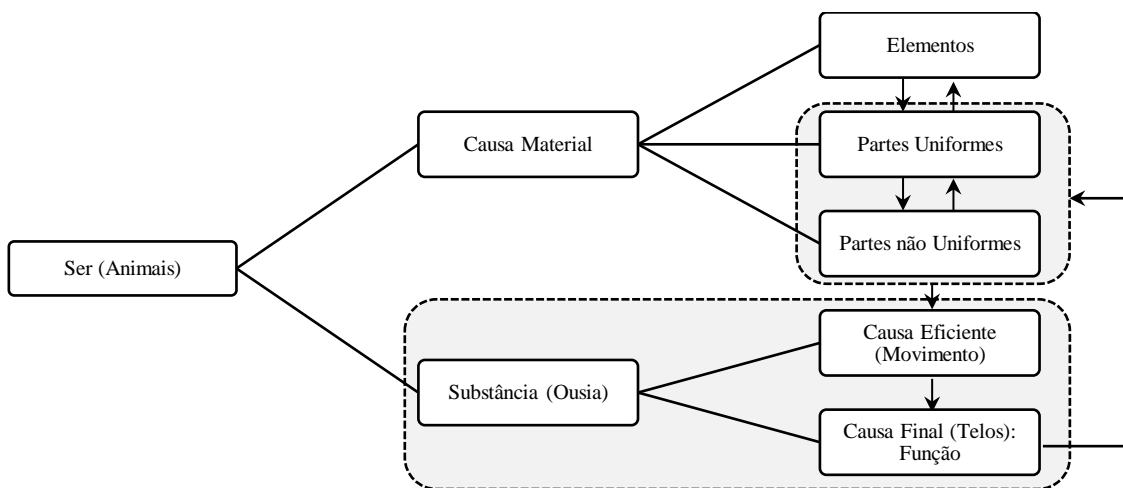 Elementos
Causa Material
Partes Uniformes
Partes não Uniformes
Ser (Animais)
Causa Eficiente
(Movimento)
Substância (Ousia)
Causa Final (Telos):
Função